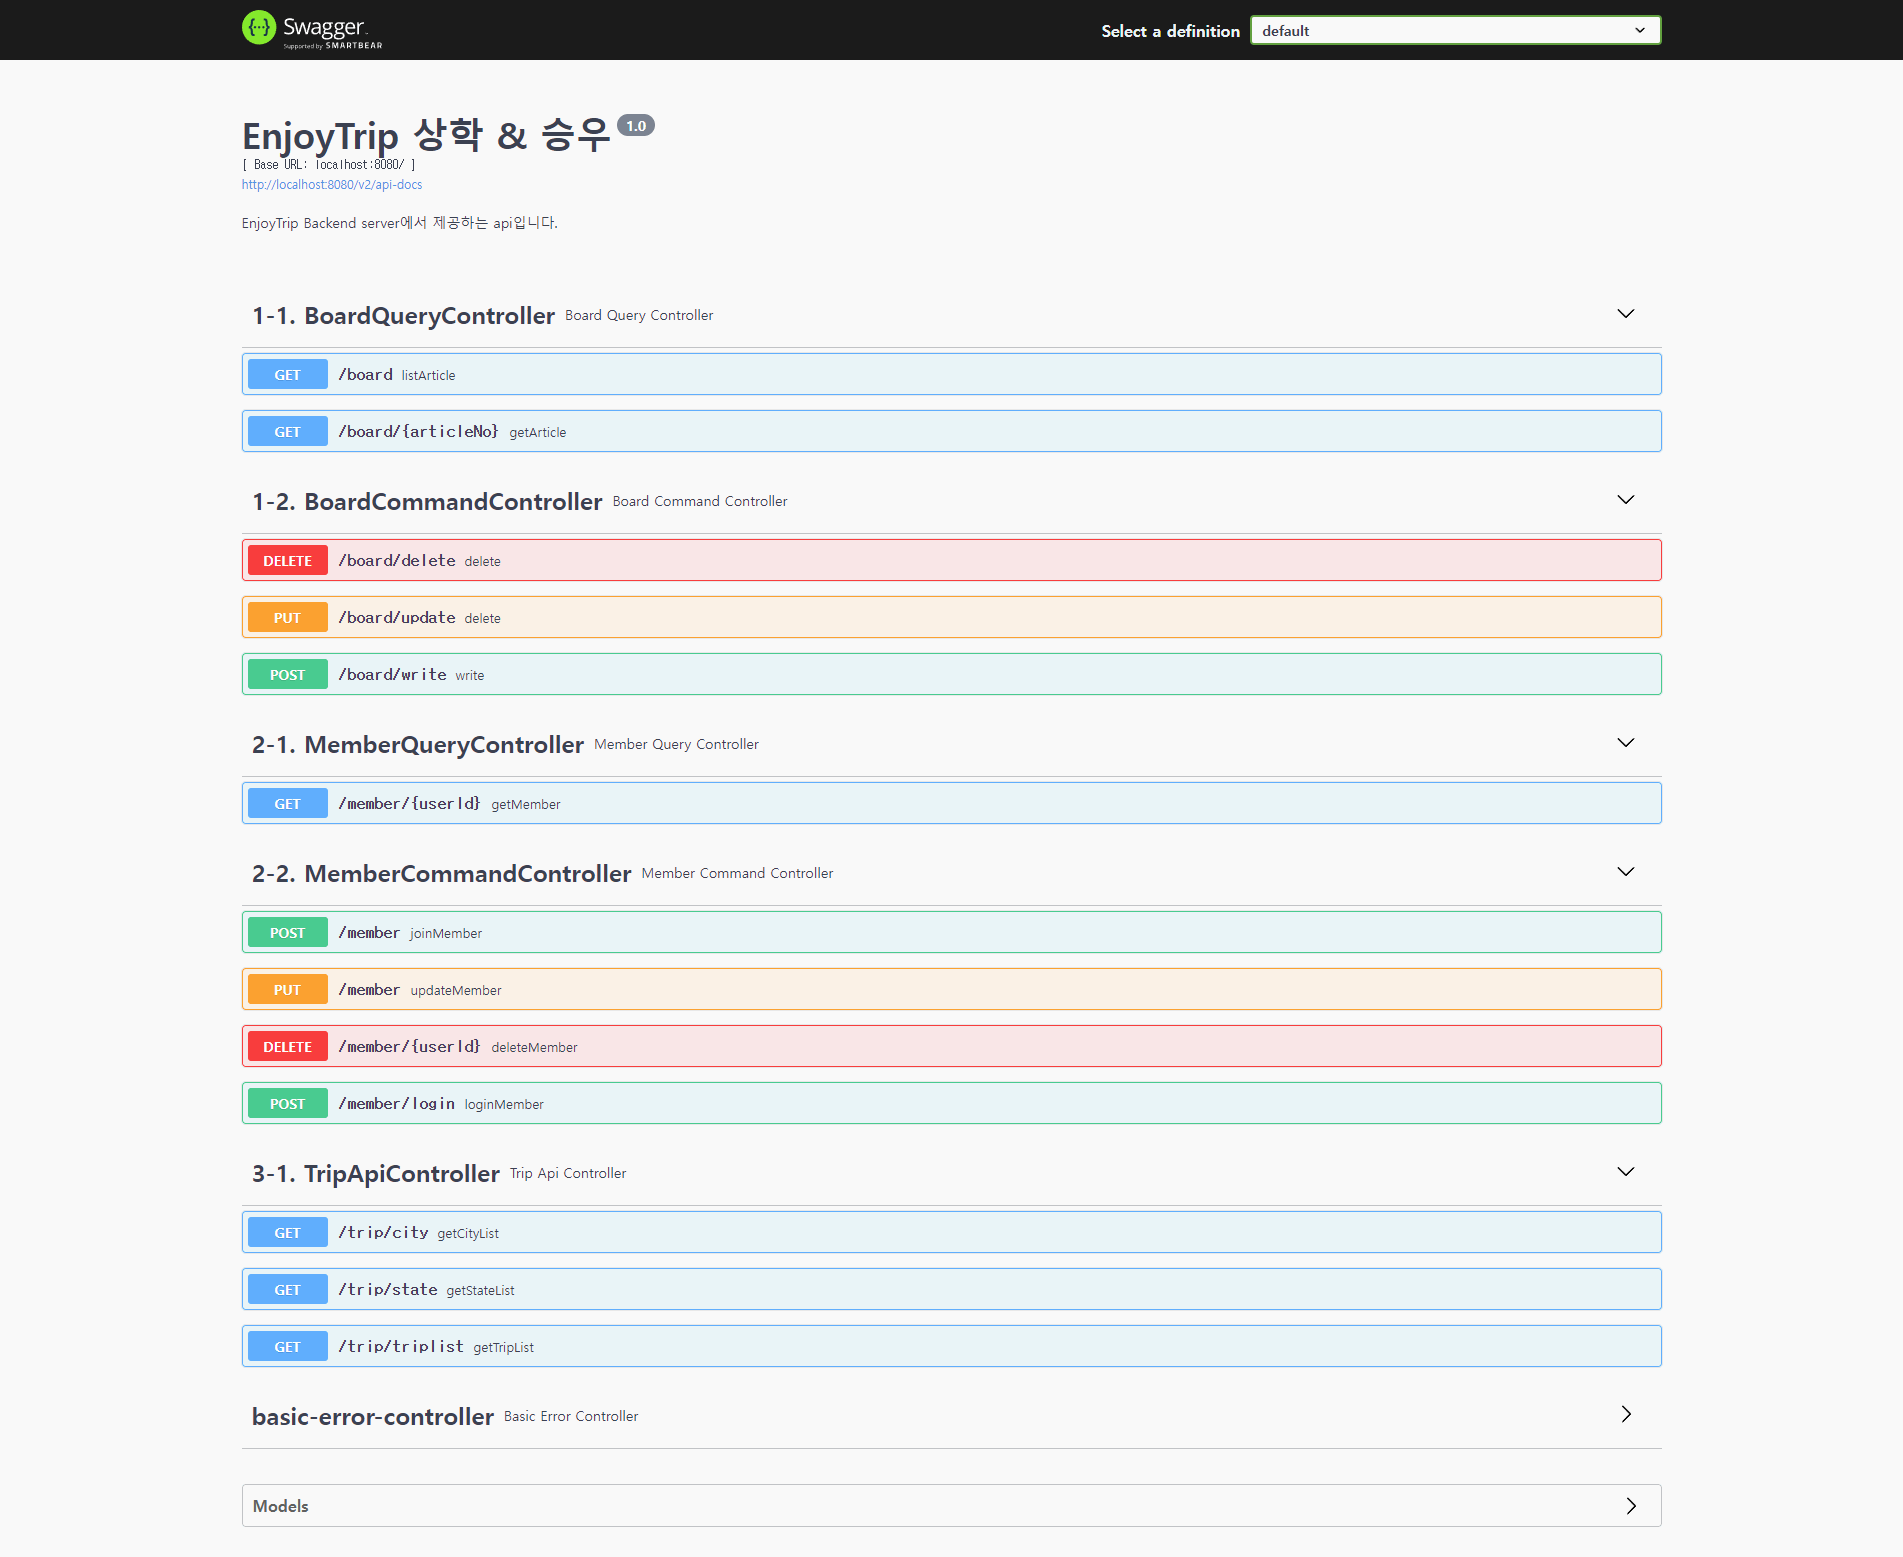 Swagger.
Supported by SMARTBEAR
Select a definition
default
EnjoyTrip 상학 & 승우 1.0
[ Base URL: localhost:8080/ ]
http://localhost:8080/v2/api-docs
EnjoyTrip Backend server에서 제공하는 api입니다.
1-1. BoardQueryController Board Query Controller
GET /board listArticle
GET /board/{articleNo} getArticle
1-2. BoardCommandController Board Command Controller
DELETE /board/delete delete
PUT /board/update delete
POST /board/write write
2-1. MemberQueryController Member Query Controller
GET /member/{userId} getMember
2-2. MemberCommandController Member Command Controller
POST /member joinMember
PUT /member updateMember
DELETE /member/{userId} deleteMember
POST /member/login loginMember
3-1. TripApiController Trip Api Controller
GET /trip/city getCityList
GET /trip/state getStateList
GET /trip/triplist getTripList
basic-error-controller Basic Error Controller
Models